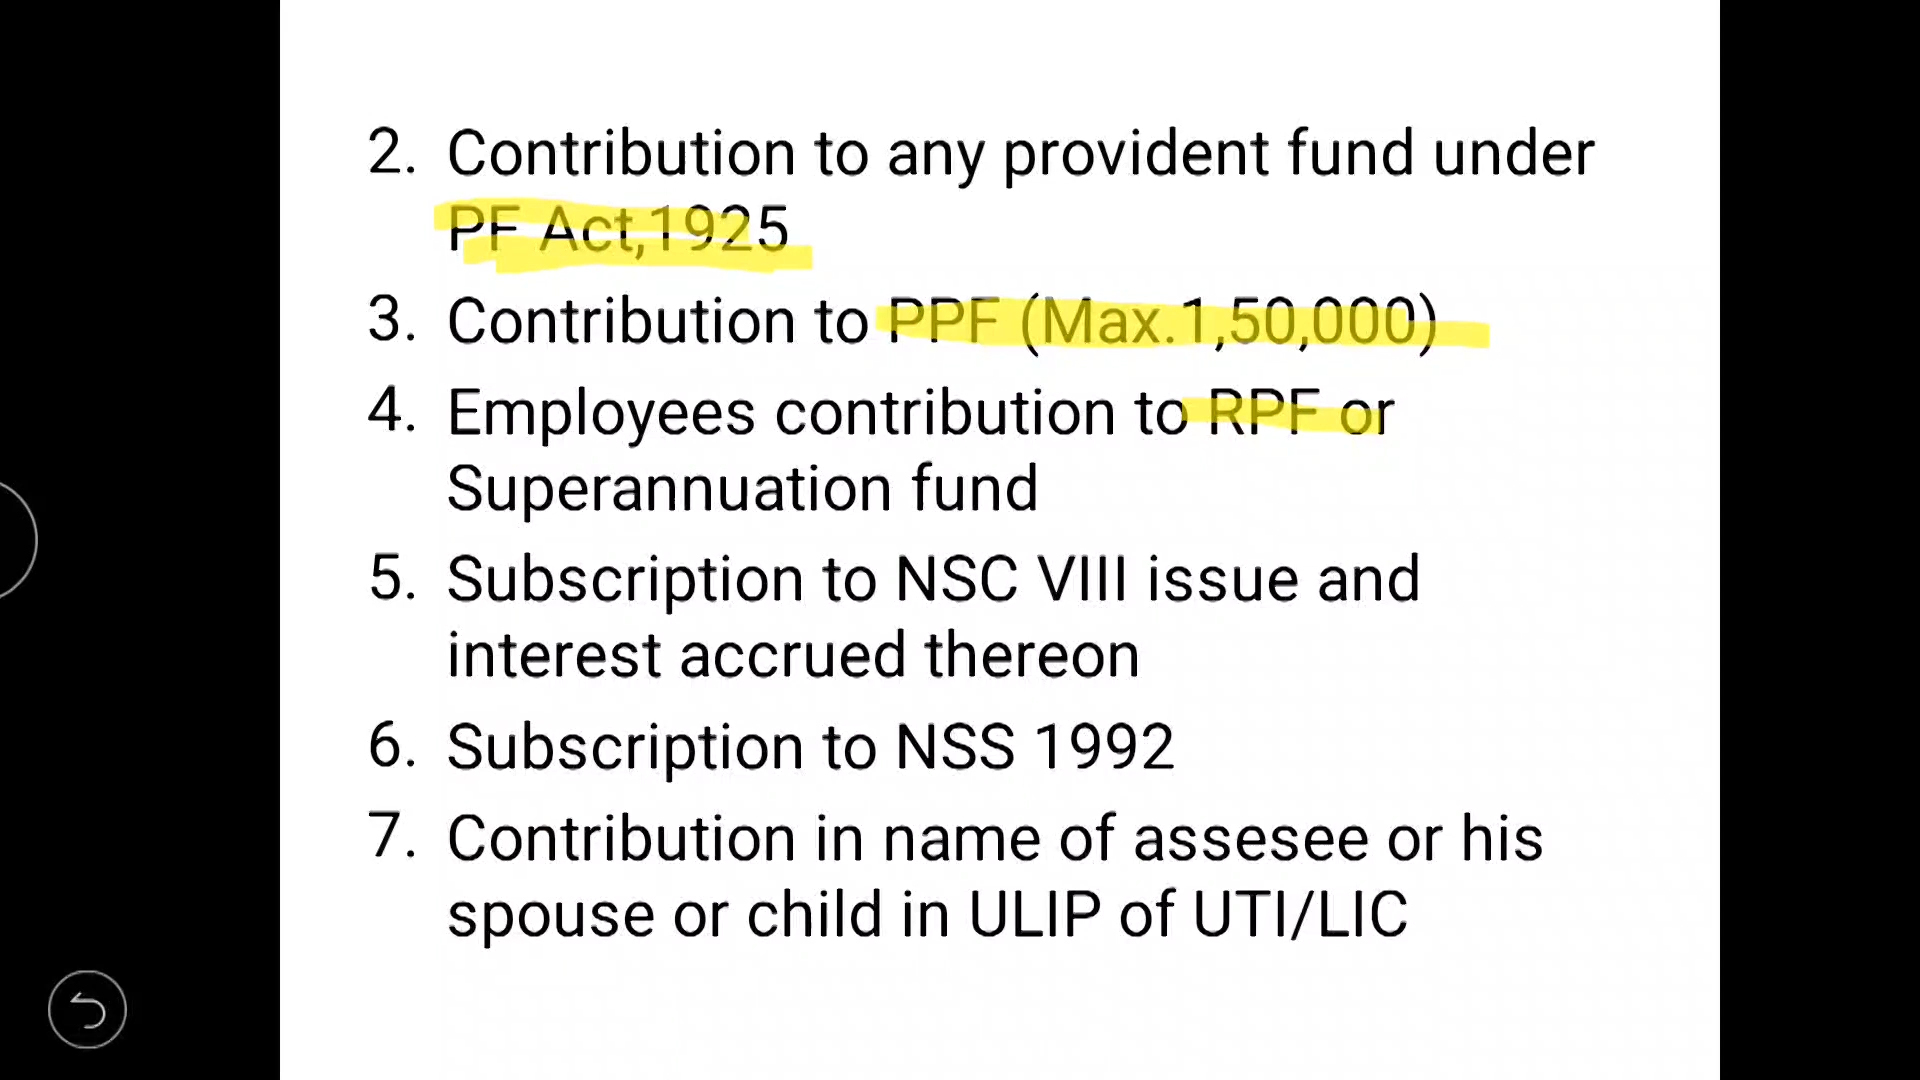 2. Contribution to any provident fund under
PF Act,1925
3. Contribution to PPF (Max.1,50,000)
4. Employees contribution to RPF or
Superannuation fund
5. Subscription to NSC VIII issue and
interest accrued thereon
6. Subscription to NSS 1992
7. Contribution in name of assesee or his
spouse or child in ULIP of UTI/LIC